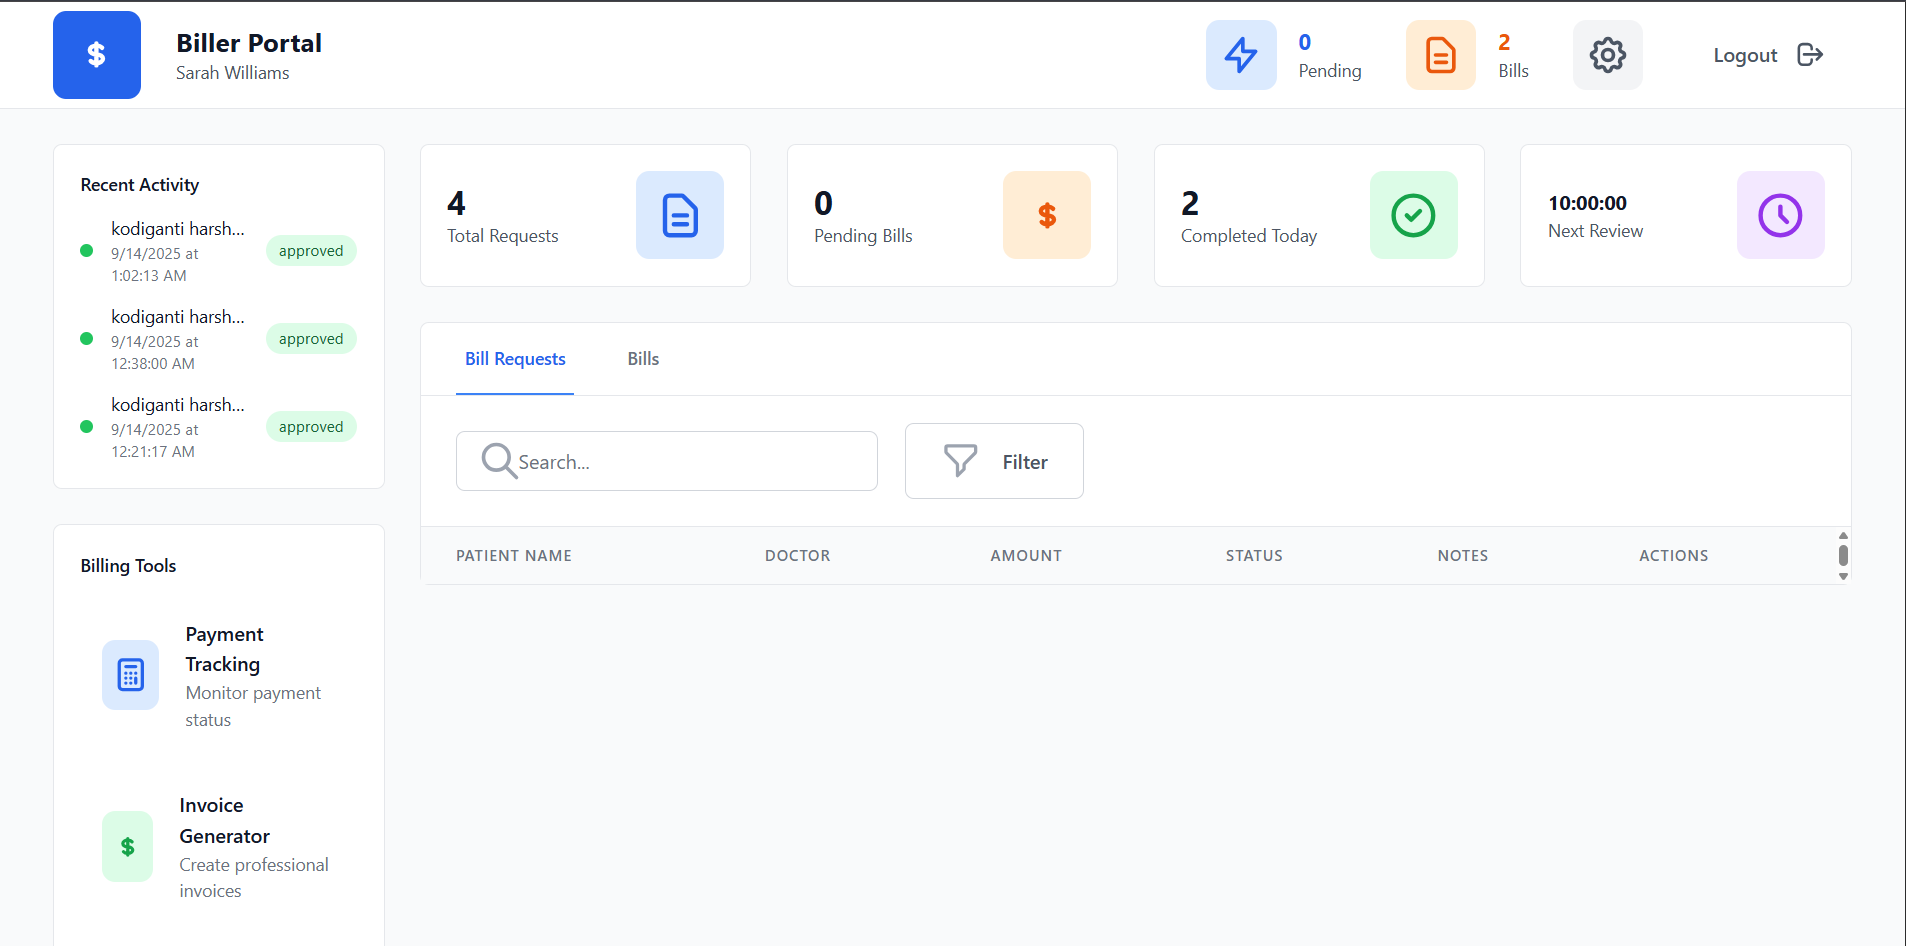 $
Biller Portal
Sarah Williams
0
Pending
2
Bills
Logout
Recent Activity
kodiganti harsh...
9/14/2025 at
1:02:13 AM
approved
kodiganti harsh...
9/14/2025 at
12:38:00 AM
approved
kodiganti harsh...
9/14/2025 at
12:21:17 AM
approved
Billing Tools
Payment
Tracking
Monitor payment
status
$
Invoice
Generator
Create professional
invoices
4
Total Requests
0
Pending Bills
$
2
Completed Today
10:00:00
Next Review
Bill Requests
Bills
Search...
Filter
PATIENT NAME DOCTOR AMOUNT STATUS NOTES ACTIONS